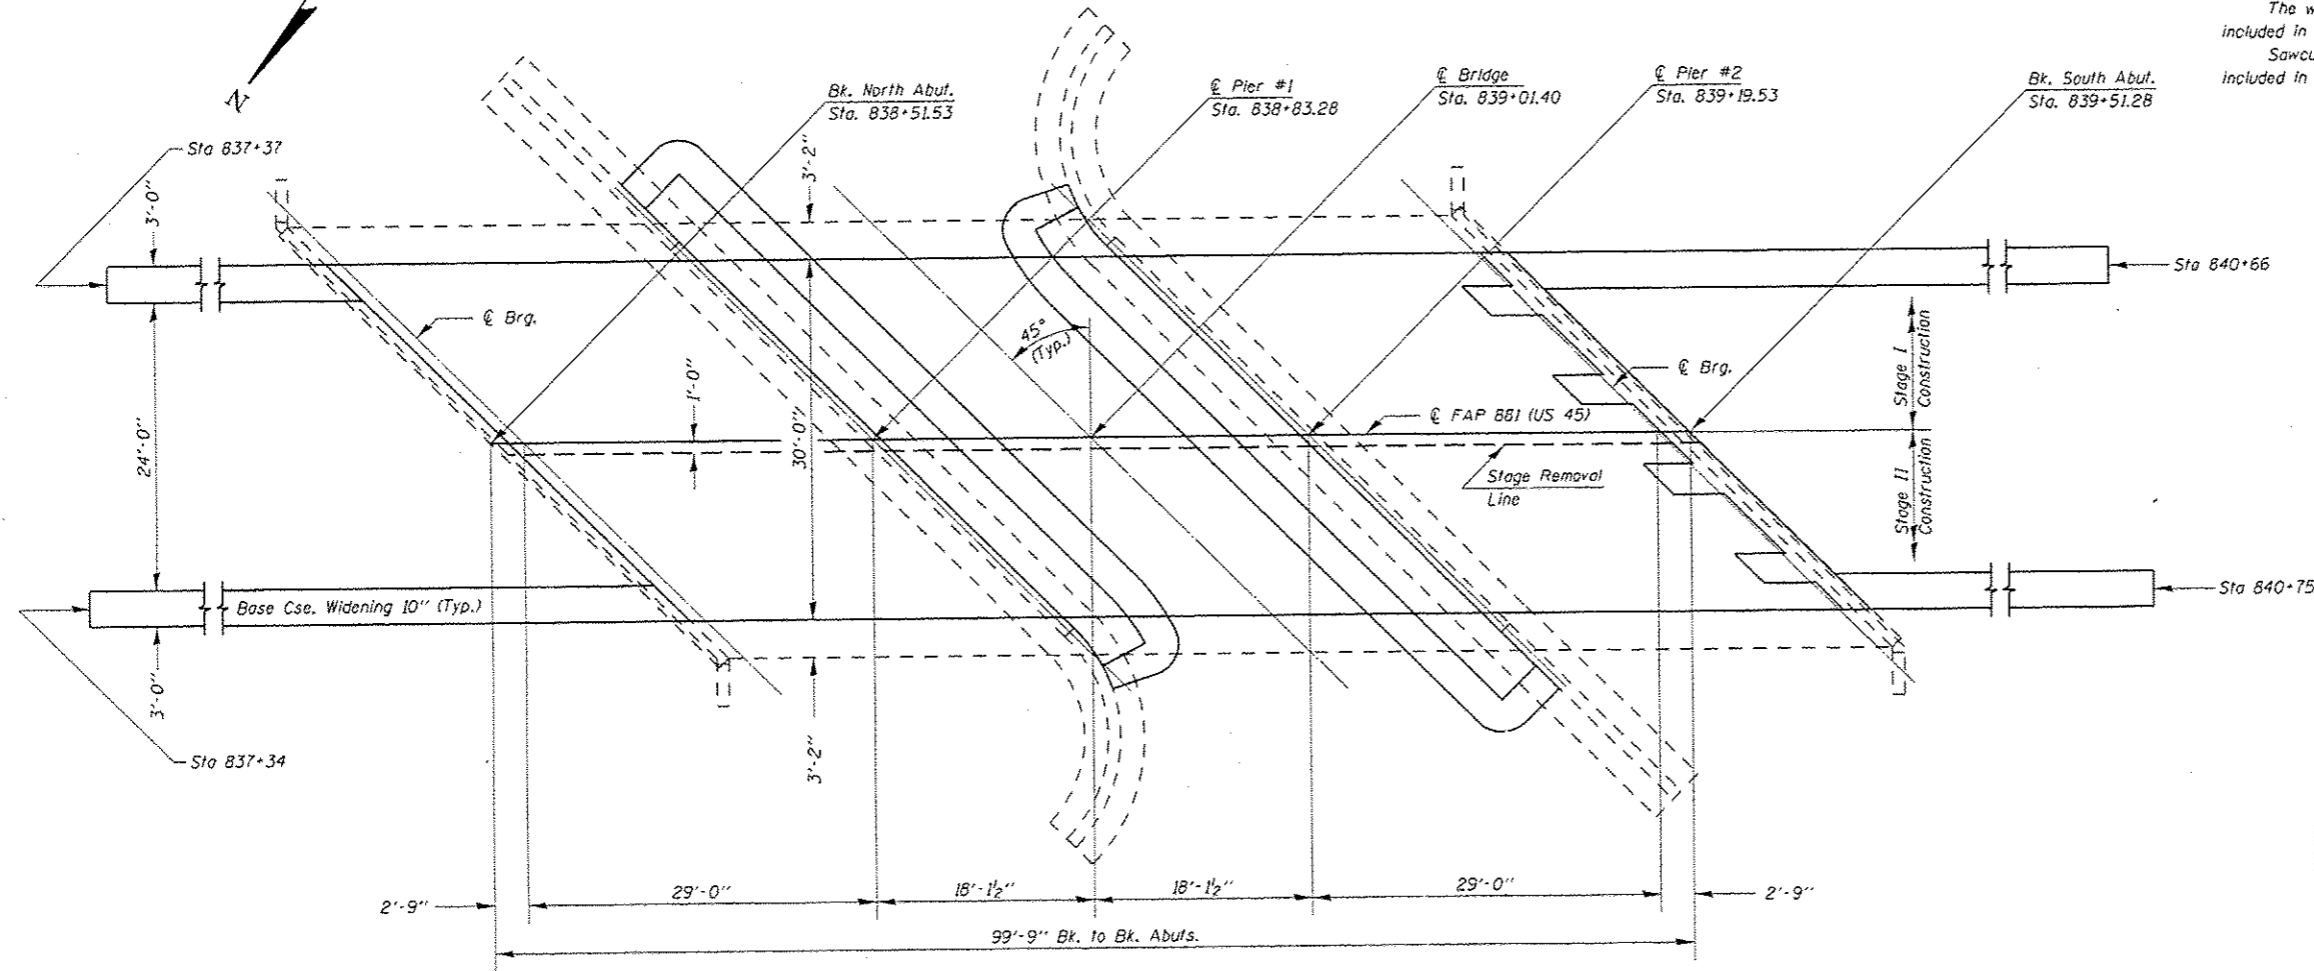 The w
included in
Sawcu
included in
N
Bk. North Abut.
Sta. 838+51.53
℄ Pier #1
Sta. 838+83.28
℄ Bridge
Sta. 839+01.40
℄ Pier #2
Sta. 839+19.53
Bk. South Abut.
Sta. 839+51.28
Sta 837+37
3'-0"
3'-2"
Sta 840+66
℄ Brg.
45°
(Typ.)
Stage I
Construction
℄ Brg.
1'-0"
℄ FAP 881 (US 45)
24'-0"
30'-0"
Stage Removal
Line
Stage II
Construction
Base Cse. Widening 10" (Typ.)
Sta 840+75
3'-0"
3'-2"
Sta 837+34
2'-9"
29'-0"
18'-1½"
18'-1½"
29'-0"
2'-9"
99'-9" Bk. to Bk. Abuts.